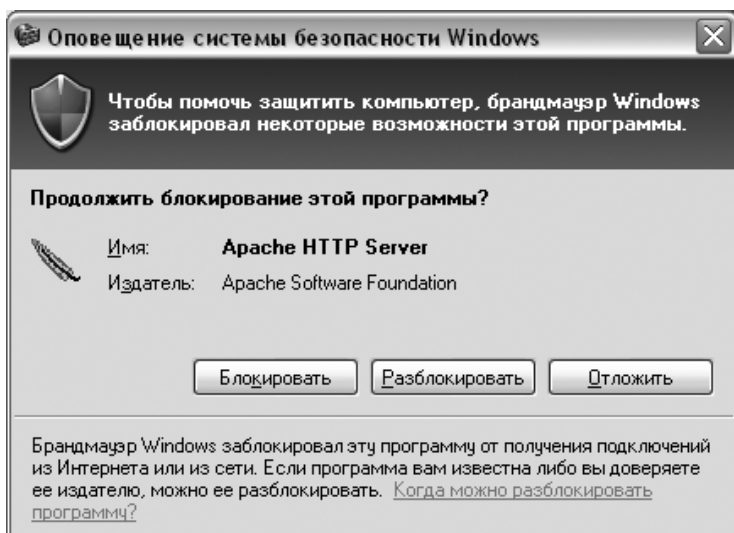 Оповещение системы безопасности Windows
Чтобы помочь защитить компьютер, брандмауэр Windows
заблокировал некоторые возможности этой программы.
Продолжить блокирование этой программы?
Имя: Apache HTTP Server
Издатель: Apache Software Foundation
Блокировать Разблокировать Отложить
Брандмауэр Windows заблокировал эту программу от получения подключений
из Интернета или из сети. Если программа вам известна либо вы доверяете
ее издателю, можно ее разблокировать. Когда можно разблокировать
программу?